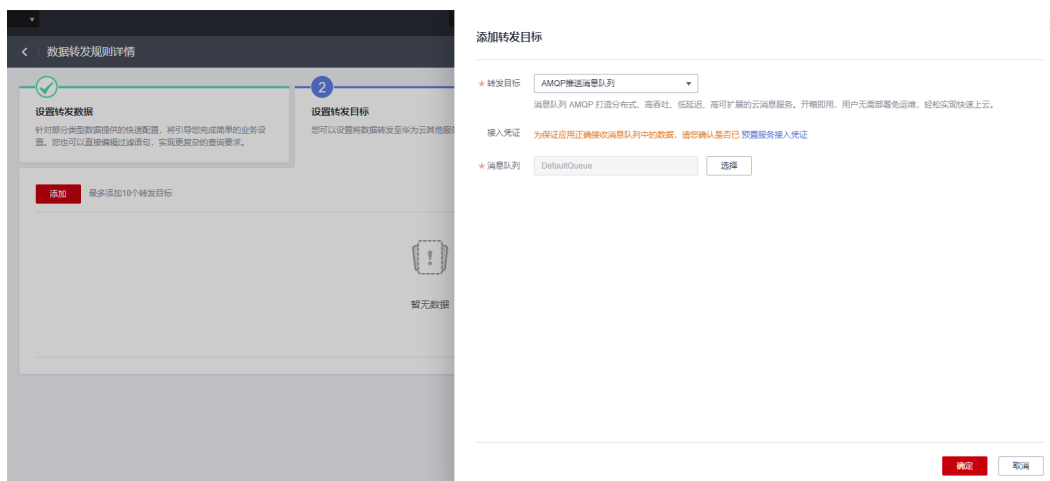 数据转发规则详情
设置转发数据
针对部分类型数据提供的快速配置，将引导您完成简单的业务设
置。您也可以直接编辑过滤语句，实现更复杂的查询要求。
2
设置转发目标
您可以设置将数据转发至华为云其他服
添加
最多添加10个转发目标
暂无数据
添加转发目标
* 转发目标
AMQP推送消息队列
消息队列 AMQP 打造分布式、高吞吐、低延迟、高可扩展的云消息服务。开箱即用，用户无需部署免运维，轻松实现快速上云。
接入凭证
为保证应用正确接收消息队列中的数据，请您确认是否已 预置服务接入凭证
* 消息队列
DefaultQueue
选择
确定
取消